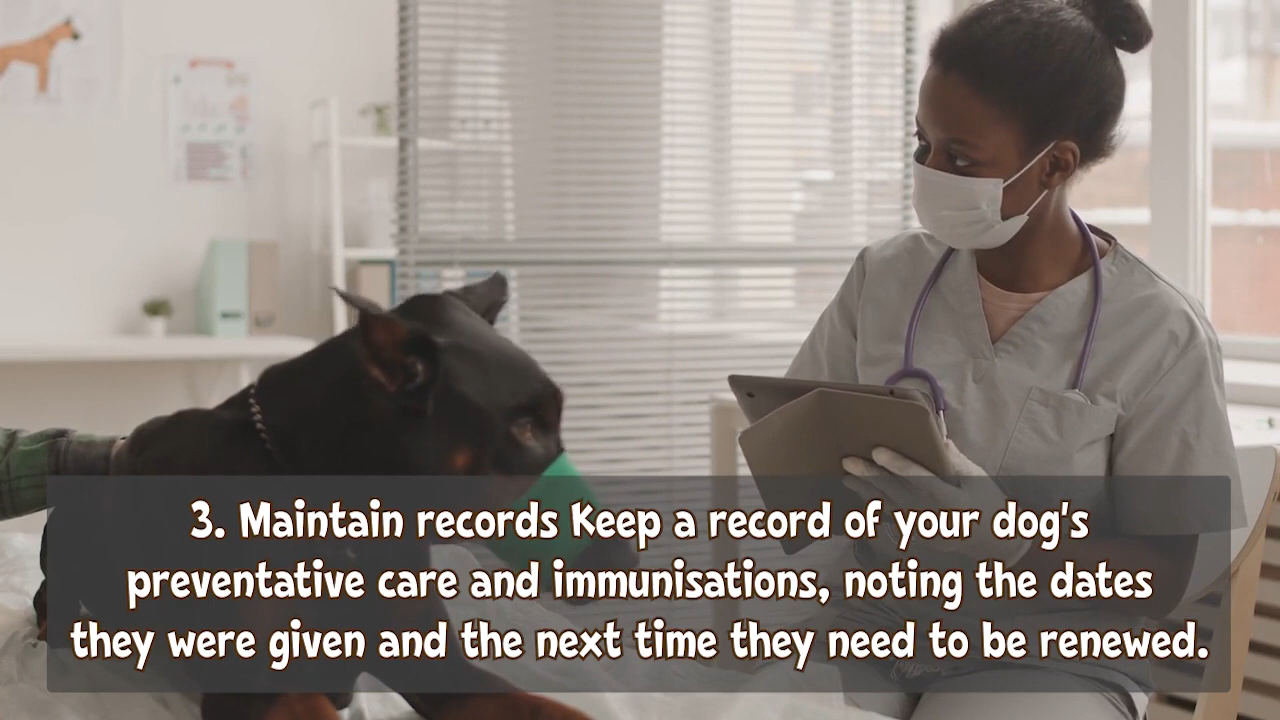 3. Maintain records Keep a record of your dog's
preventative care and immunisations, noting the dates
they were given and the next time they need to be renewed.